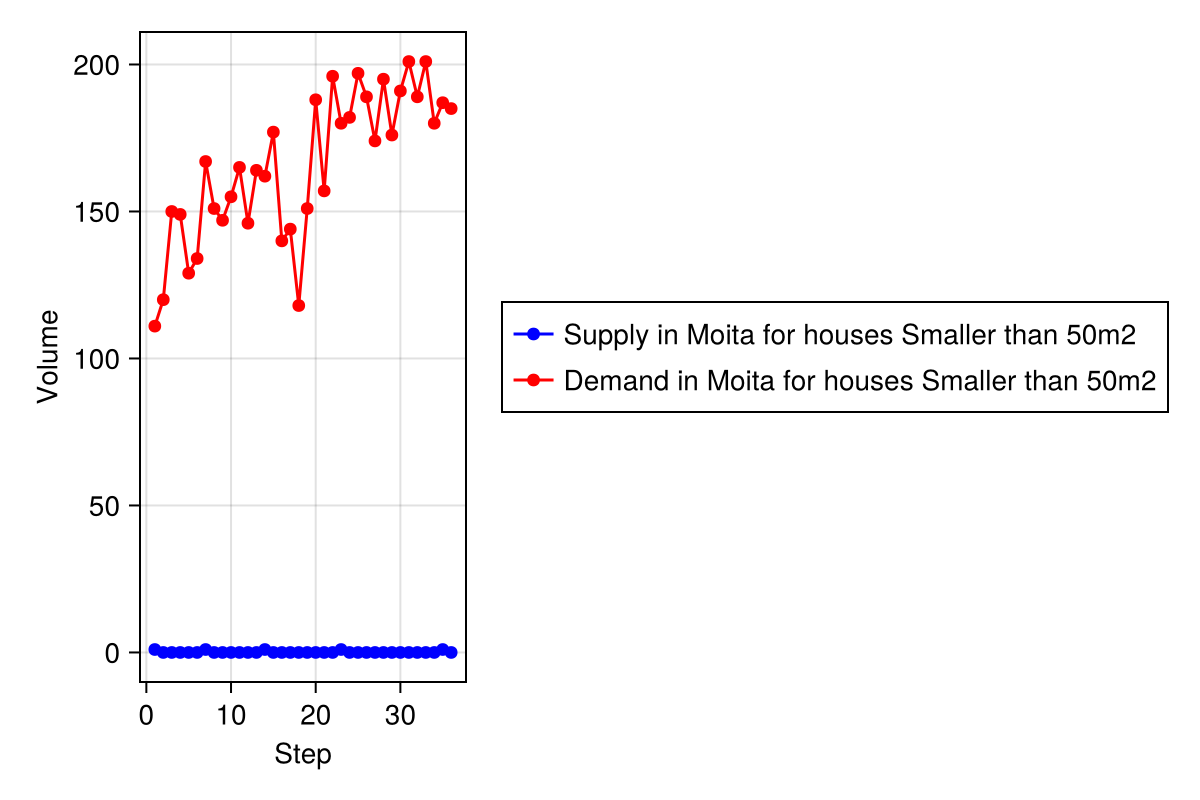 200
150
100
50
0
Volume
0 10 20 30
Step
Supply in Moita for houses Smaller than 50m2
Demand in Moita for houses Smaller than 50m2